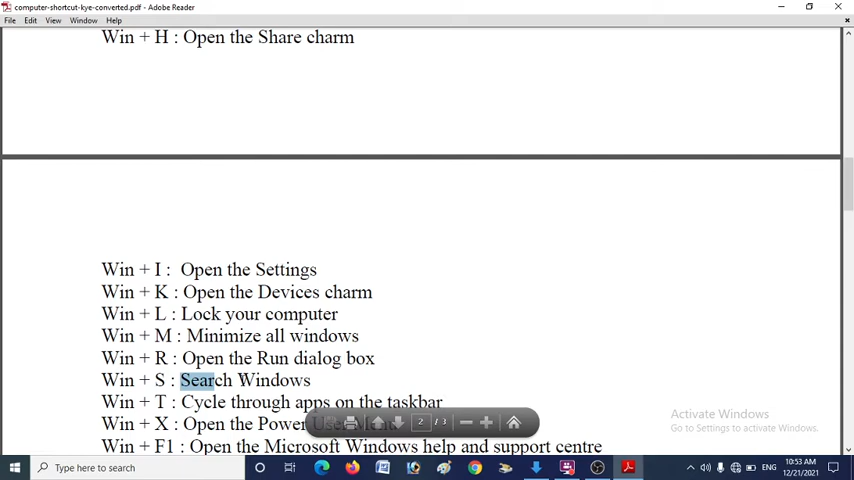 computer-shortcut-kye-converted.pdf - Adobe Reader
File Edit View Window Help
Win + H : Open the Share charm
Win + I : Open the Settings
Win + K : Open the Devices charm
Win + L : Lock your computer
Win + M : Minimize all windows
Win + R : Open the Run dialog box
Win + S : Search Windows
Win + T : Cycle through apps on the taskbar
Win + X : Open the Power User Menu
2 / 3
Win + F1 : Open the Microsoft Windows help and support centre
Activate Windows
Go to Settings to activate Windows.
Type here to search
ENG
10:53 AM
12/21/2021